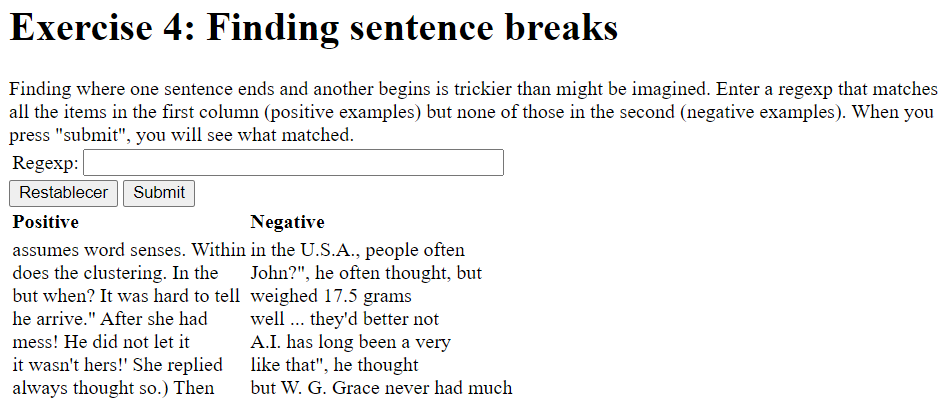 Exercise 4: Finding sentence breaks
Finding where one sentence ends and another begins is trickier than might be imagined. Enter a regexp that matches
all the items in the first column (positive examples) but none of those in the second (negative examples). When you
press "submit", you will see what matched.
Regexp:
Restablecer Submit
Positive Negative
assumes word senses. Within in the U.S.A., people often
does the clustering. In the John?", he often thought, but
but when? It was hard to tell weighed 17.5 grams
he arrive." After she had well ... they'd better not
mess! He did not let it A.I. has long been a very
it wasn't hers!' She replied like that", he thought
always thought so.) Then but W. G. Grace never had much